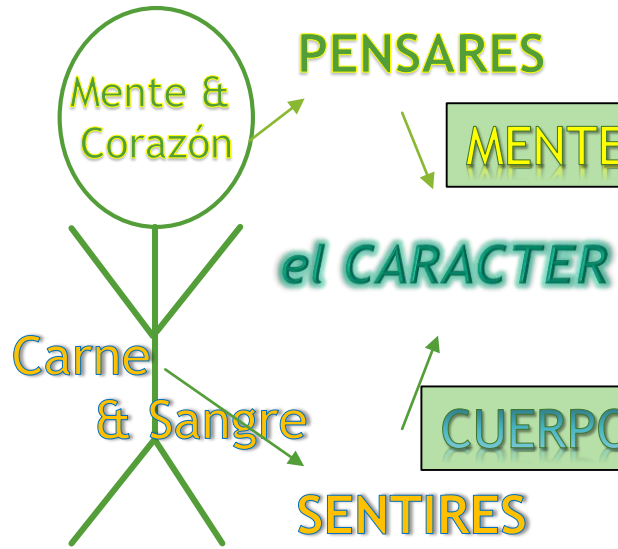 PENSARES
Mente &
Corazón
MENTE
el CARACTER
Carne
& Sangre
CUERPO
SENTIRES